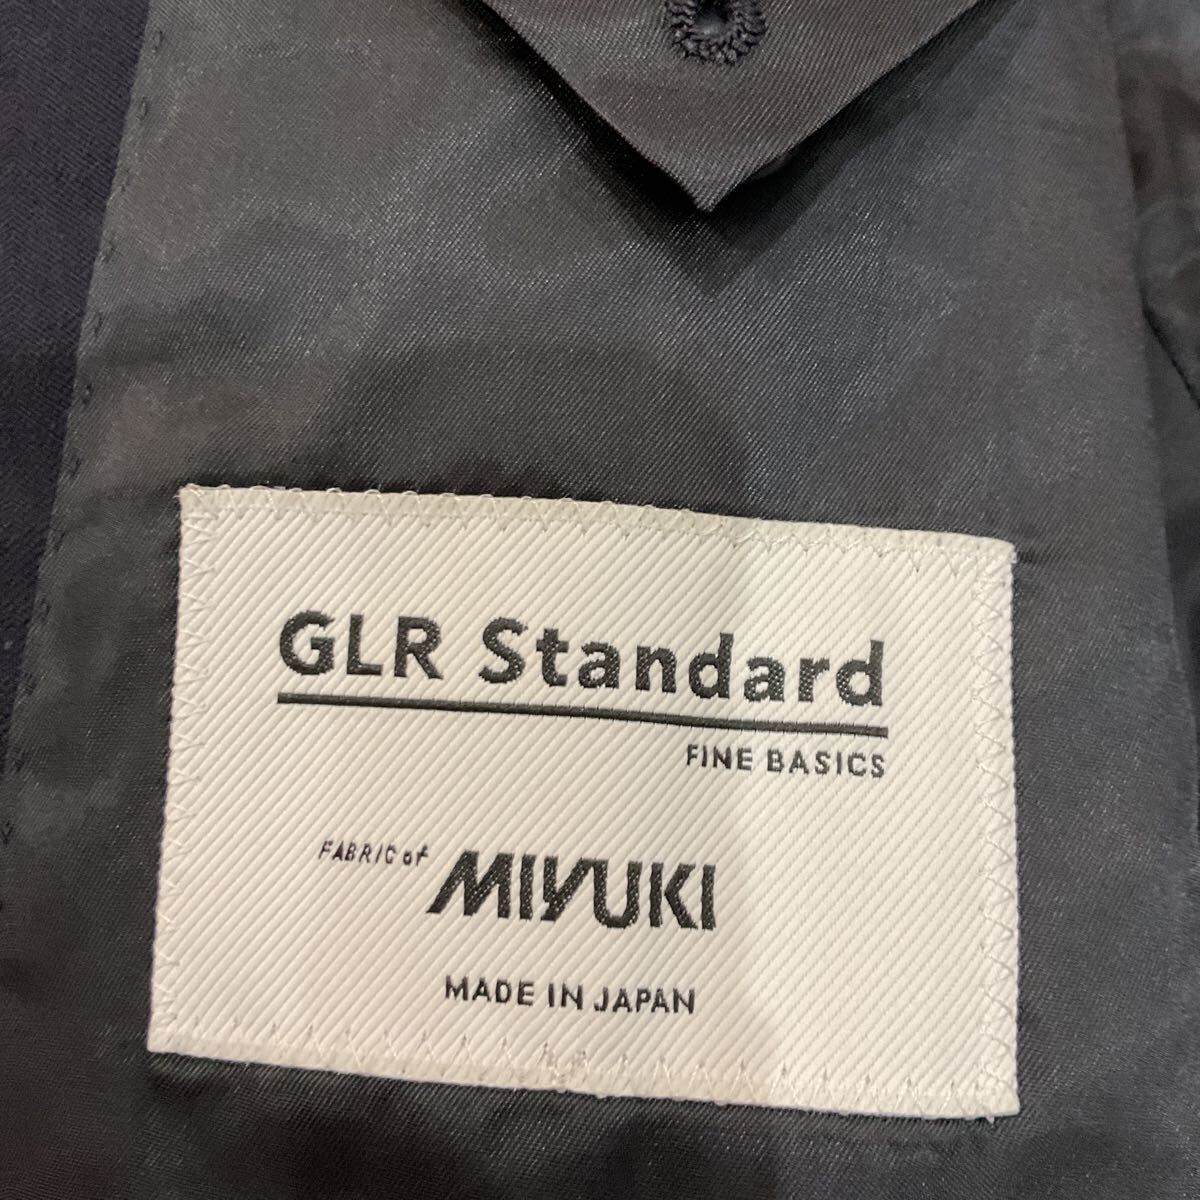 GLR Standard
FINE BASICS
FABRIC of MIYUKI
MADE IN JAPAN